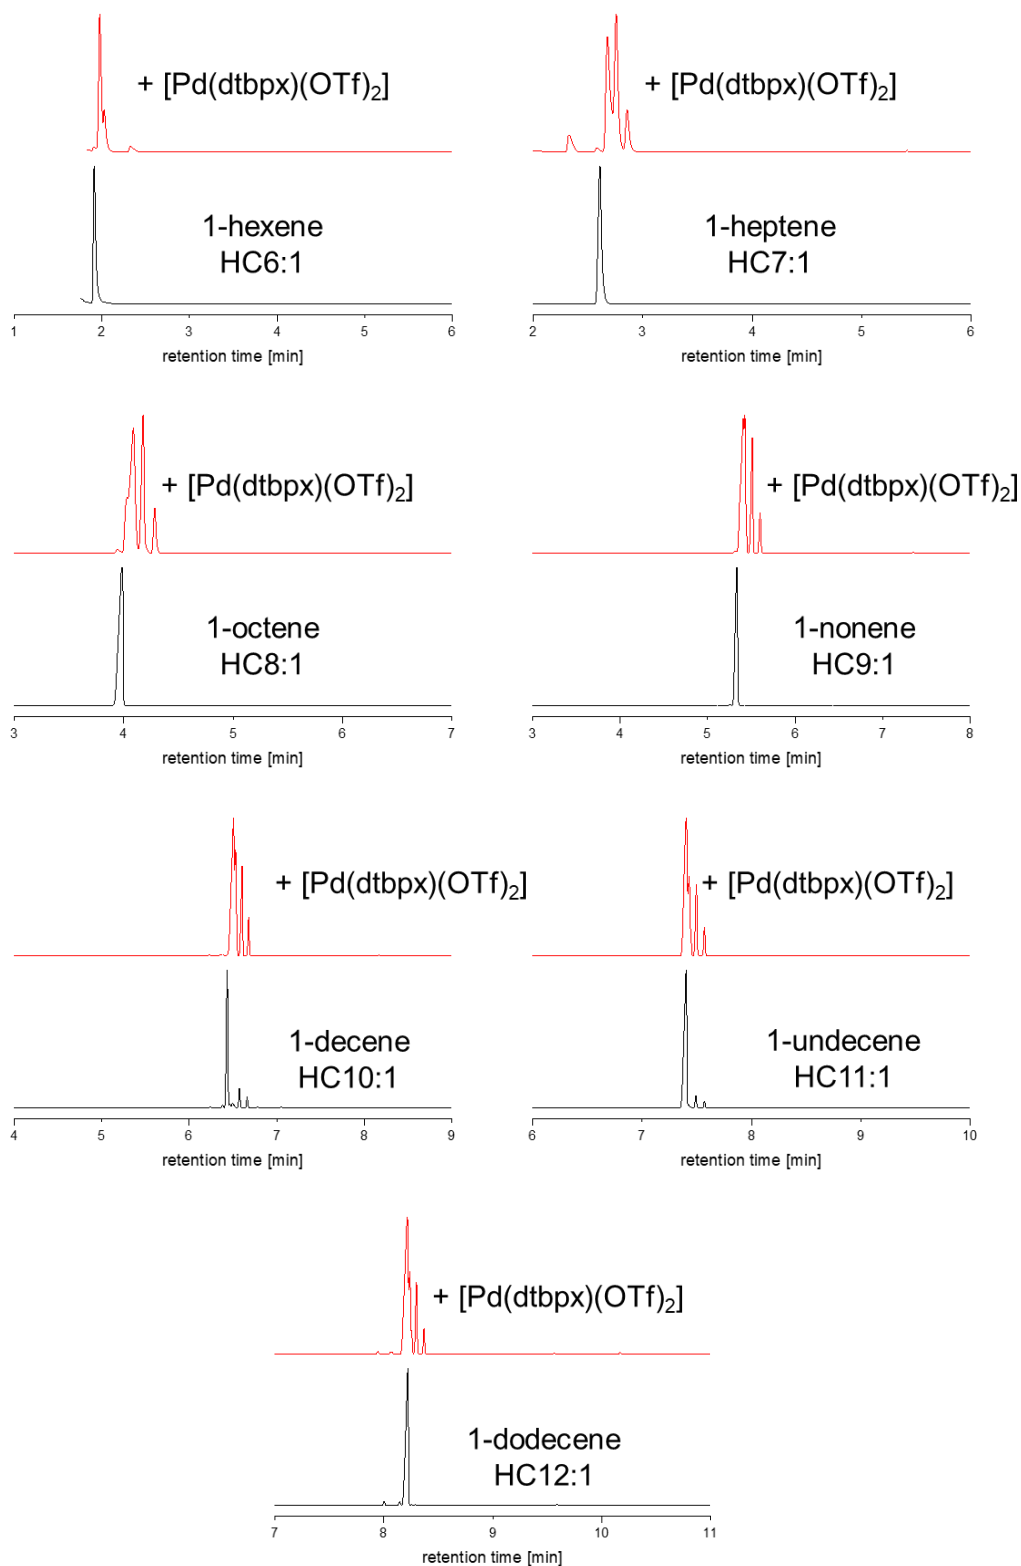 + [Pd(dtbpx)(OTf)₂]
1-hexene
HC6:1
1 2 3 4 5 6
retention time [min]
+ [Pd(dtbpx)(OTf)₂]
1-heptene
HC7:1
2 3 4 5 6
retention time [min]
+ [Pd(dtbpx)(OTf)₂]
1-octene
HC8:1
3 4 5 6 7
retention time [min]
+ [Pd(dtbpx)(OTf)₂]
1-nonene
HC9:1
3 4 5 6 7 8
retention time [min]
+ [Pd(dtbpx)(OTf)₂]
1-decene
HC10:1
4 5 6 7 8 9
retention time [min]
+ [Pd(dtbpx)(OTf)₂]
1-undecene
HC11:1
6 7 8 9 10
retention time [min]
+ [Pd(dtbpx)(OTf)₂]
1-dodecene
HC12:1
7 8 9 10 11
retention time [min]